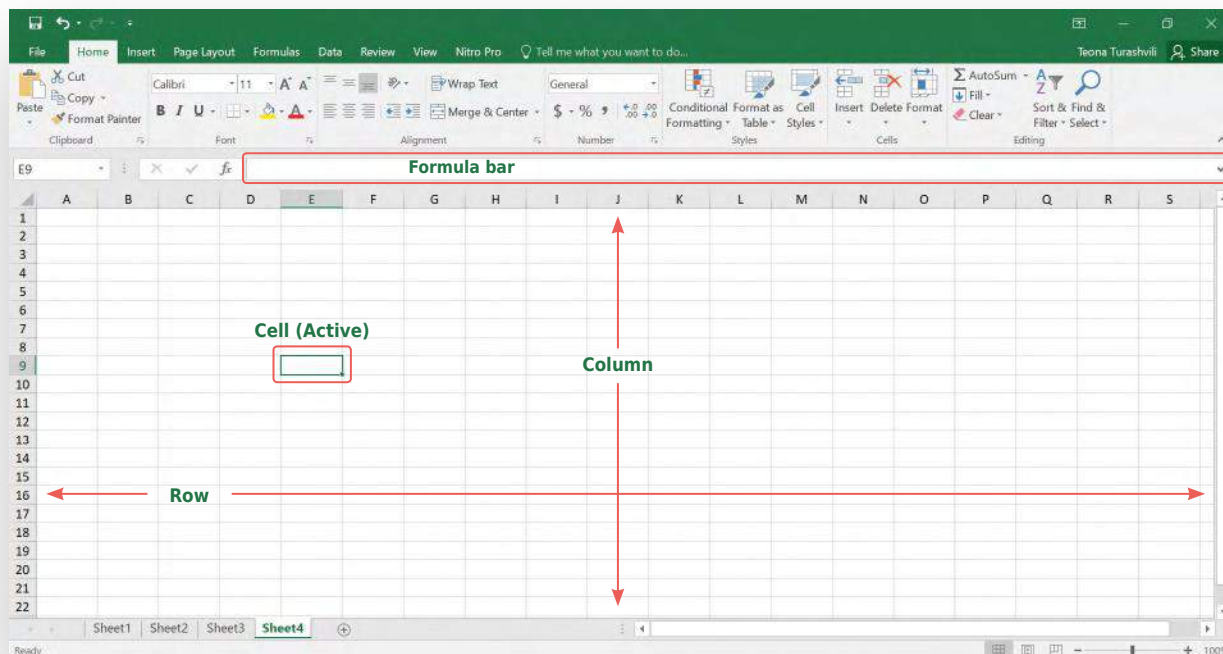 File Home Insert Page Layout Formulas Data Review View Nitro Pro Tell me what you want to do... Teona Turashvili Share
Paste
Cut
Copy
Format Painter
Clipboard
Calibri 11 A A
B I U A
Font
Wrap Text
Merge & Center
Alignment
General
$ % , .00 .00
Number
Conditional Formatting
Format as Table
Cell Styles
Styles
Insert Delete Format
Cells
AutoSum
Fill
Clear
Sort & Filter
Find & Select
Editing
E9 fx Formula bar
A B C D E F G H I J K L M N O P Q R S
1
2
3
4
5
6
7
Cell (Active)
8
9
Column
10
11
12
13
14
15
16 Row
17
18
19
20
21
22
Sheet1 Sheet2 Sheet3 Sheet4
Ready